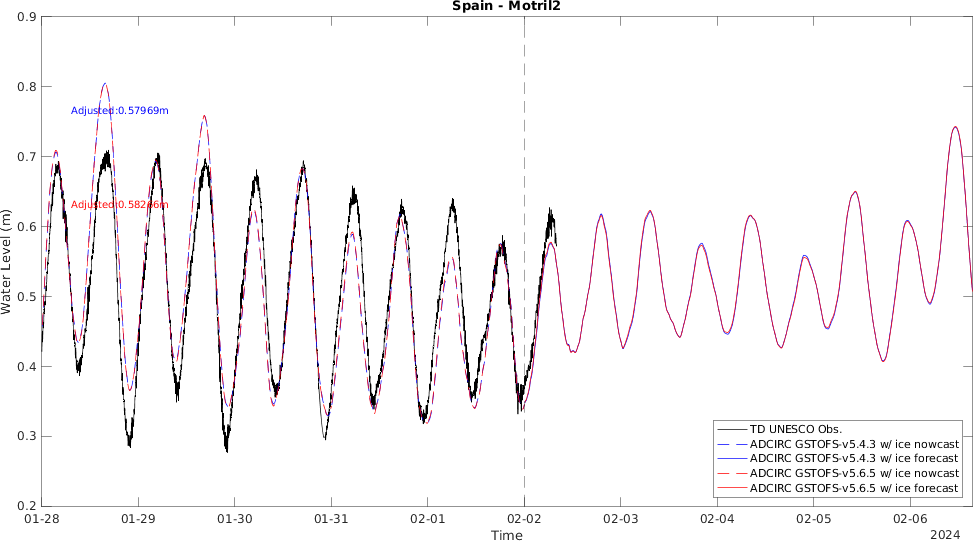 Spain - Motril2
0.9
0.8
0.7
0.6
0.5
0.4
0.3
0.2
Water Level (m)
Adjusted:0.57969m
Adjusted:0.58266m
TD UNESCO Obs.
ADCIRC GSTOFS-v5.4.3 w/ ice nowcast
ADCIRC GSTOFS-v5.4.3 w/ ice forecast
ADCIRC GSTOFS-v5.6.5 w/ ice nowcast
ADCIRC GSTOFS-v5.6.5 w/ ice forecast
01-28 01-29 01-30 01-31 02-01 02-02 02-03 02-04 02-05 02-06
Time
2024